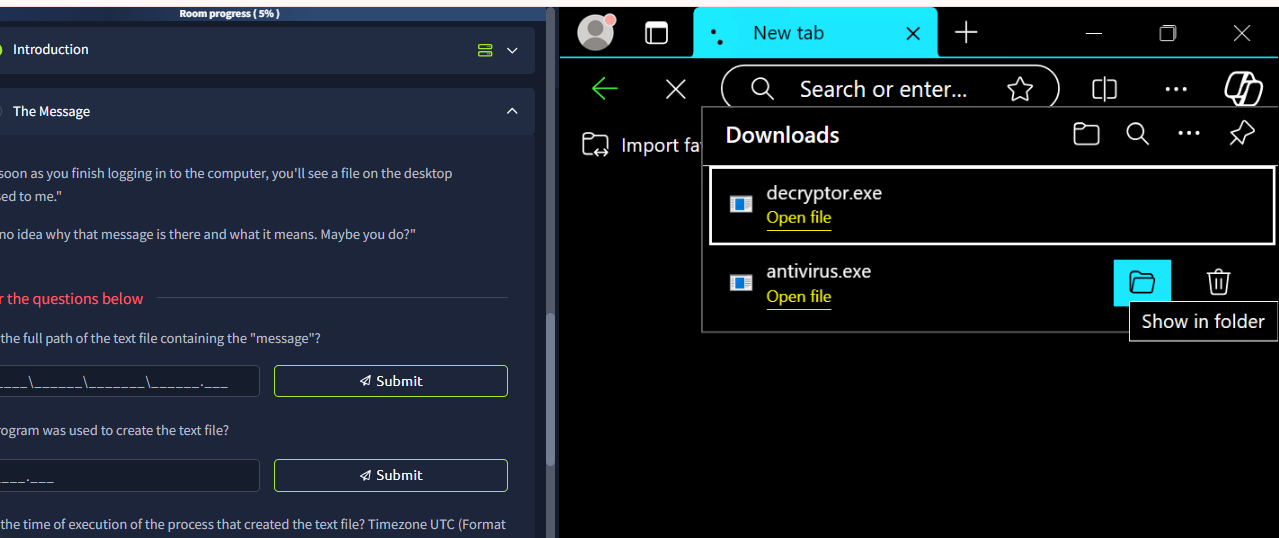 Room progress ( 5% )
Introduction
The Message
soon as you finish logging in to the computer, you'll see a file on the desktop
sed to me."
no idea why that message is there and what it means. Maybe you do?"
r the questions below
the full path of the text file containing the "message"?
____\______\_______\______.___
Submit
rogram was used to create the text file?
____.___
Submit
the time of execution of the process that created the text file? Timezone UTC (Format
New tab
Search or enter...
Import fa
Downloads
decryptor.exe
Open file
antivirus.exe
Open file
Show in folder